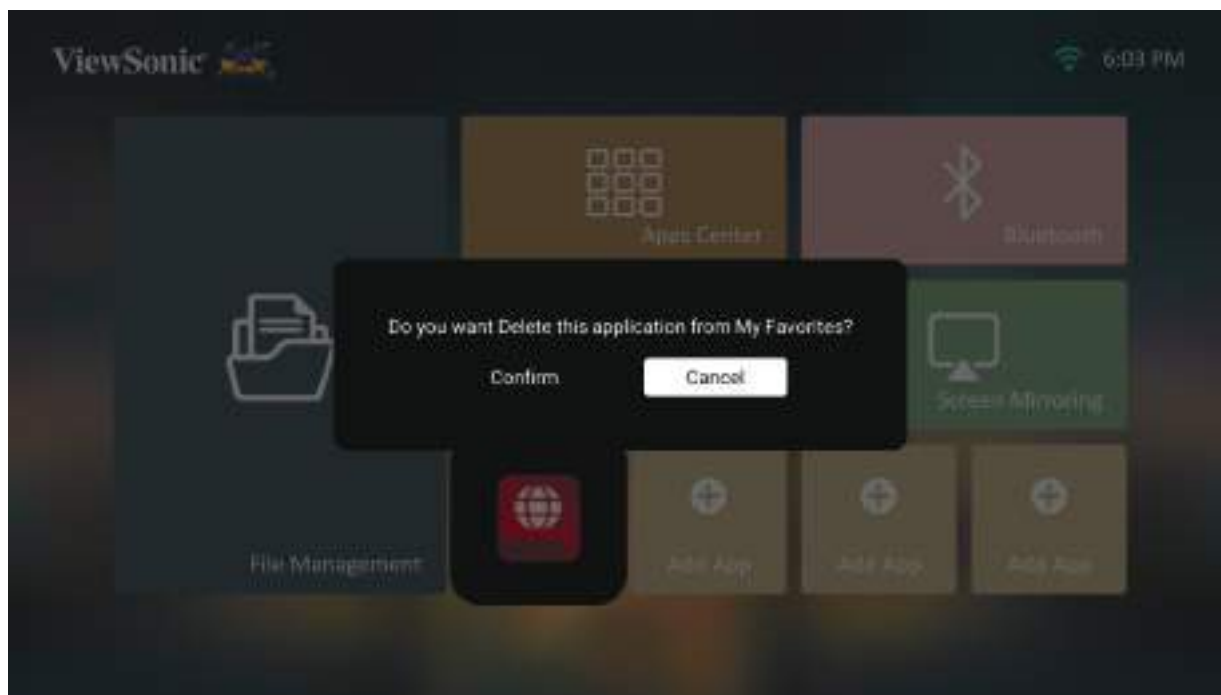 ViewSonic
6:03 PM
Apps Center
Bluetooth
Do you want Delete this application from My Favorites?
Confirm
Cancel
Screen Mirroring
File Management
Add App
Add App
Add App